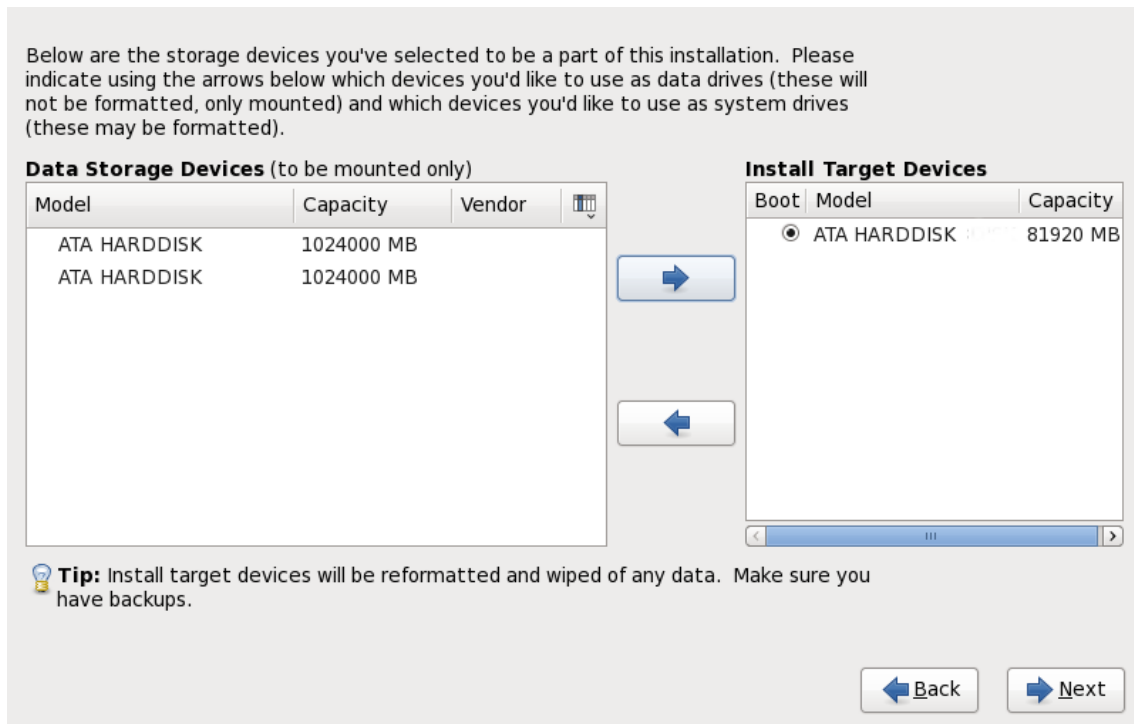 Below are the storage devices you've selected to be a part of this installation.  Please
indicate using the arrows below which devices you'd like to use as data drives (these will
not be formatted, only mounted) and which devices you'd like to use as system drives
(these may be formatted).
Data Storage Devices (to be mounted only)
Model Capacity Vendor
ATA HARDDISK 1024000 MB
ATA HARDDISK 1024000 MB
Install Target Devices
Boot Model Capacity
ATA HARDDISK 81920 MB
Tip: Install target devices will be reformatted and wiped of any data.  Make sure you
have backups.
Back Next